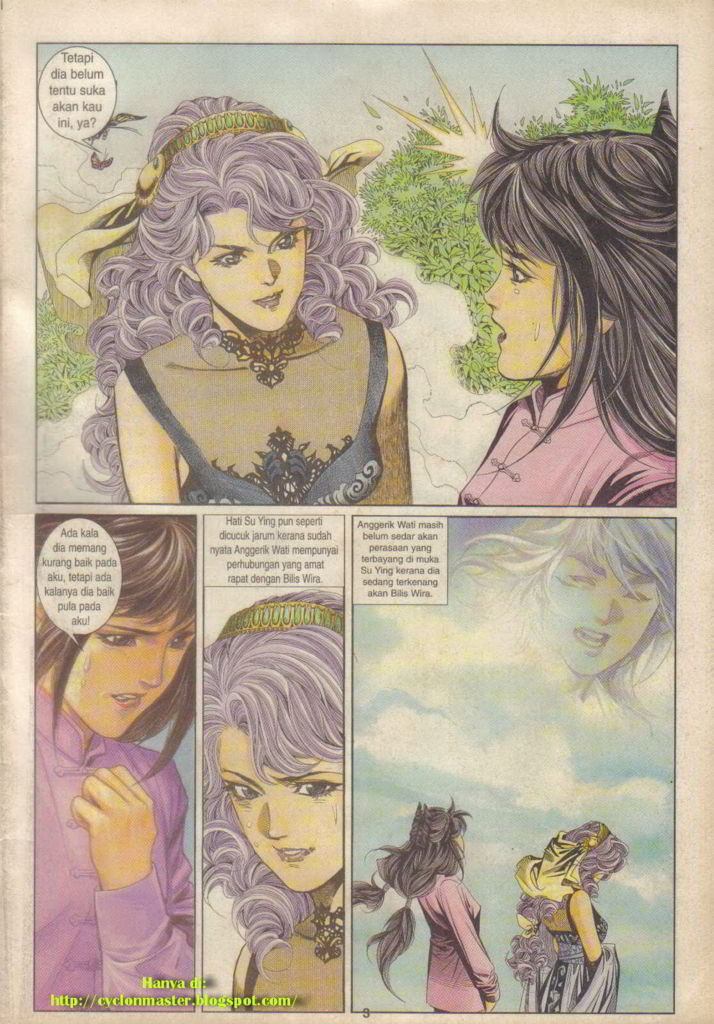 Tetapi
dia belum
tentu suka
akan kau
ini, ya?
Ada kala
dia memang
kurang baik pada
aku, tetapi ada
kalanya dia baik
pula pada
aku!
Hati Su Ying pun seperti
dicucuk jarum kerana sudah
nyata Anggerik Wati mempunyai
perhubungan yang amat
rapat dengan Bilis Wira.
Anggerik Wati masih
belum sedar akan
perasaan yang
terbayang di muka
Su Ying kerana dia
sedang terkenang
akan Bilis Wira.
Hanya di:
http://cyclonmaster.blogspot.com/
3